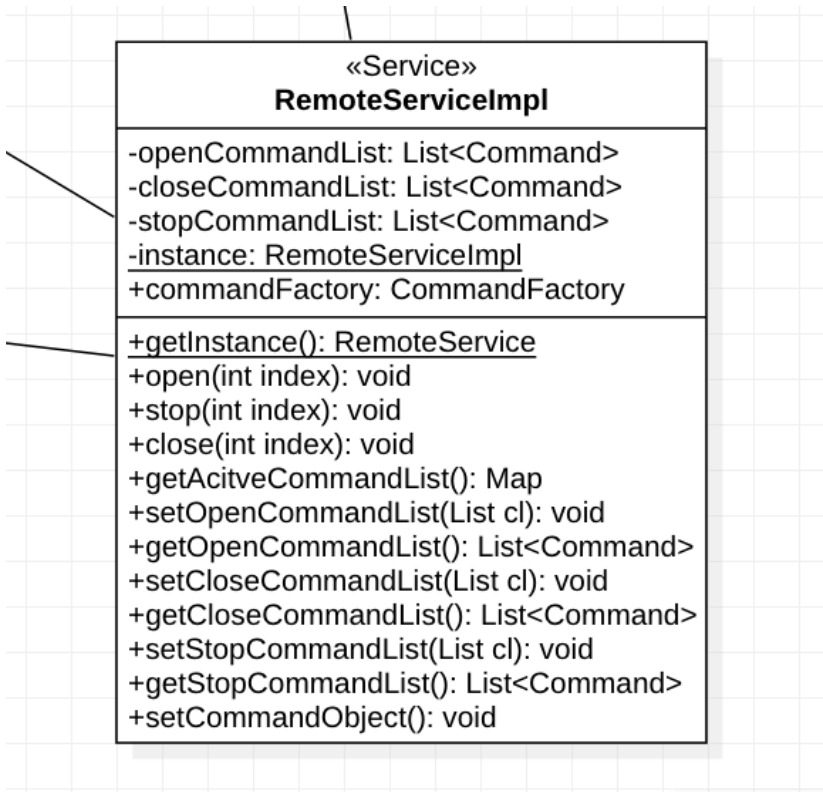 «Service»
RemoteServiceImpl
-openCommandList: List<Command>
-closeCommandList: List<Command>
-stopCommandList: List<Command>
-instance: RemoteServiceImpl
+commandFactory: CommandFactory
+getInstance(): RemoteService
+open(int index): void
+stop(int index): void
+close(int index): void
+getAcitveCommandList(): Map
+setOpenCommandList(List cl): void
+getOpenCommandList(): List<Command>
+setCloseCommandList(List cl): void
+getCloseCommandList(): List<Command>
+setStopCommandList(List cl): void
+getStopCommandList(): List<Command>
+setCommandObject(): void